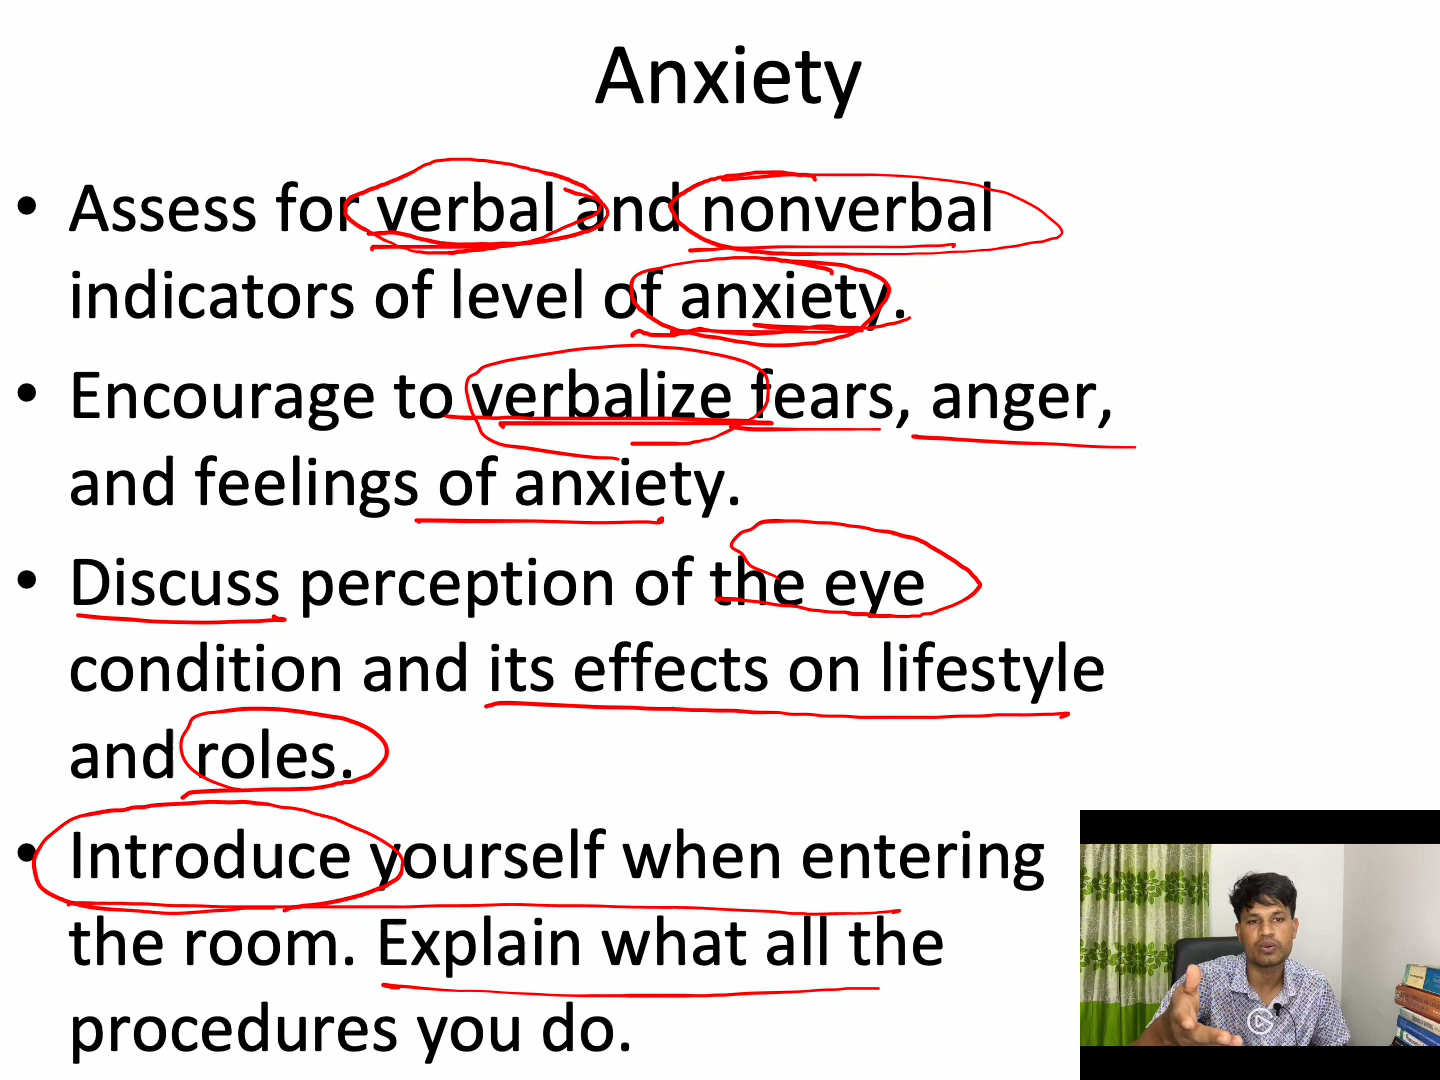 Anxiety
• Assess for verbal and nonverbal
indicators of level of anxiety.
• Encourage to verbalize fears, anger,
and feelings of anxiety.
• Discuss perception of the eye
condition and its effects on lifestyle
and roles.
• Introduce yourself when entering
the room. Explain what all the
procedures you do.